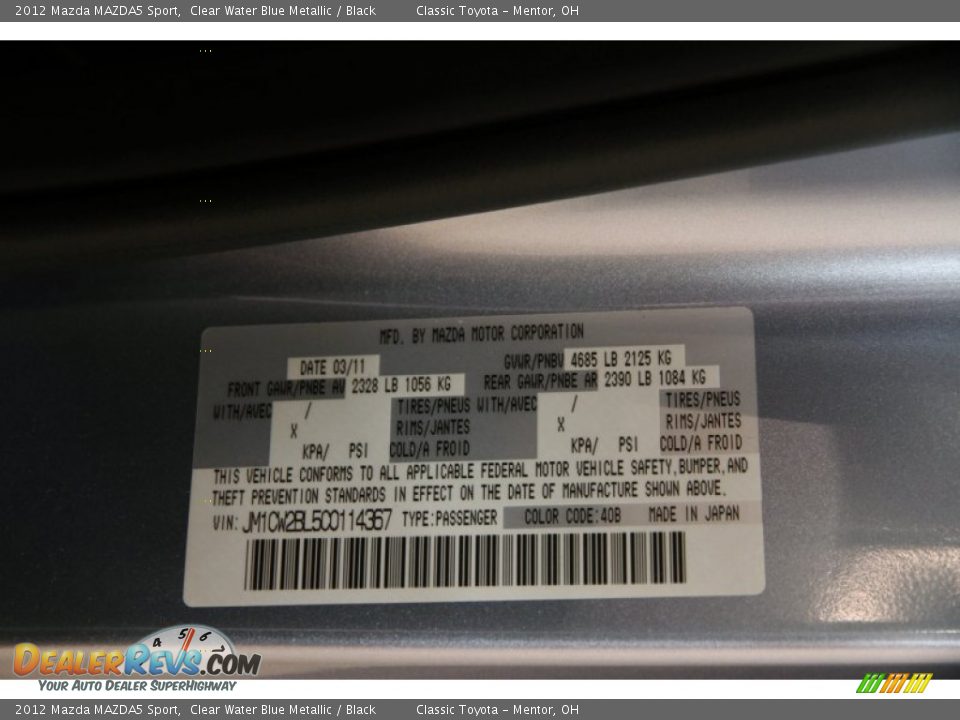 2012 Mazda MAZDA5 Sport, Clear Water Blue Metallic / Black Classic Toyota - Mentor, OH
MFD. BY MAZDA MOTOR CORPORATION
DATE 03/11 GVWR/PNBV 4685 LB 2125 KG
FRONT GAWR/PNBE AV 2328 LB 1056 KG REAR GAWR/PNBE AR 2390 LB 1084 KG
WITH/AVEC / TIRES/PNEUS WITH/AVEC / TIRES/PNEUS
X RIMS/JANTES X RIMS/JANTES
KPA/ PSI COLD/A FROID KPA/ PSI COLD/A FROID
THIS VEHICLE CONFORMS TO ALL APPLICABLE FEDERAL MOTOR VEHICLE SAFETY,BUMPER,AND
THEFT PREVENTION STANDARDS IN EFFECT ON THE DATE OF MANUFACTURE SHOWN ABOVE.
VIN: JM1CW2BL5C0114367 TYPE:PASSENGER COLOR CODE:40B MADE IN JAPAN
4 5 6
DEALERREVS.COM
YOUR AUTO DEALER SUPERHIGHWAY
2012 Mazda MAZDA5 Sport, Clear Water Blue Metallic / Black Classic Toyota - Mentor, OH